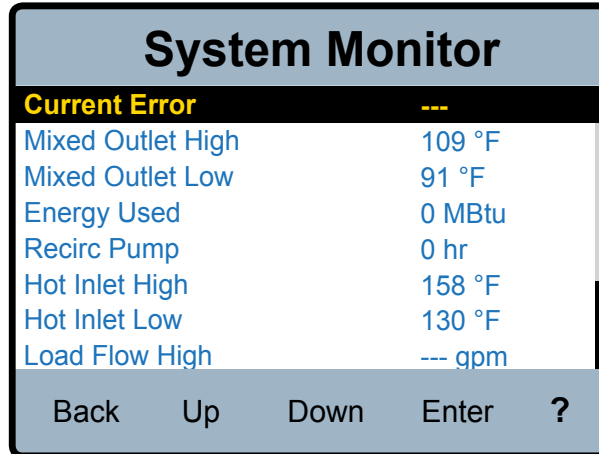 System Monitor
Current Error ---
Mixed Outlet High 109 °F
Mixed Outlet Low 91 °F
Energy Used 0 MBtu
Recirc Pump 0 hr
Hot Inlet High 158 °F
Hot Inlet Low 130 °F
Load Flow High --- gpm
Back Up Down Enter ?